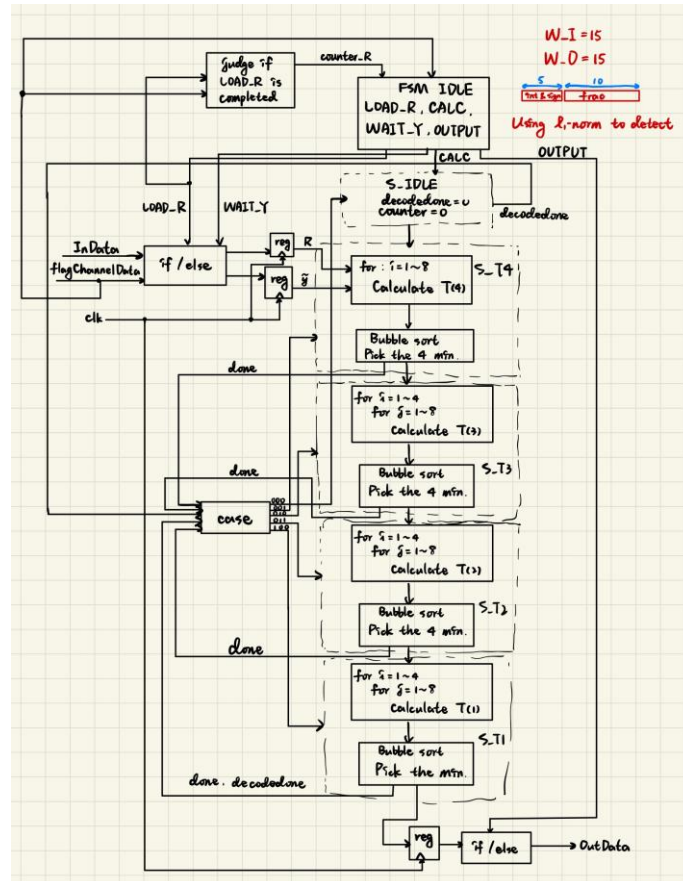 W_I = 15
W_O = 15
5
10
int & sign
frac
Using l₁-norm to detect
judge if
LOAD_R is
completed
counter_R
FSM IDLE
LOAD_R, CALC,
WAIT_Y, OUTPUT
CALC
OUTPUT
S_IDLE
decodedone = 0
counter = 0
decodedone
LOAD_R
WAIT_Y
InData
flagChannelData
if /else
reg
R
reg
ỹ
clk
for : i = 1~8
Calculate T(4)
S_T4
Bubble sort
Pick the 4 min.
done
for i = 1~4
for j = 1~8
Calculate T(3)
S_T3
Bubble sort
Pick the 4 min.
done
case
000
001
010
011
100
for i = 1~4
for j = 1~8
Calculate T(2)
S_T2
Bubble sort
Pick the 4 min.
done
for i = 1~4
for j = 1~8
Calculate T(1)
S_T1
Bubble sort
Pick the min.
done. decodedone
reg
if /else
OutData